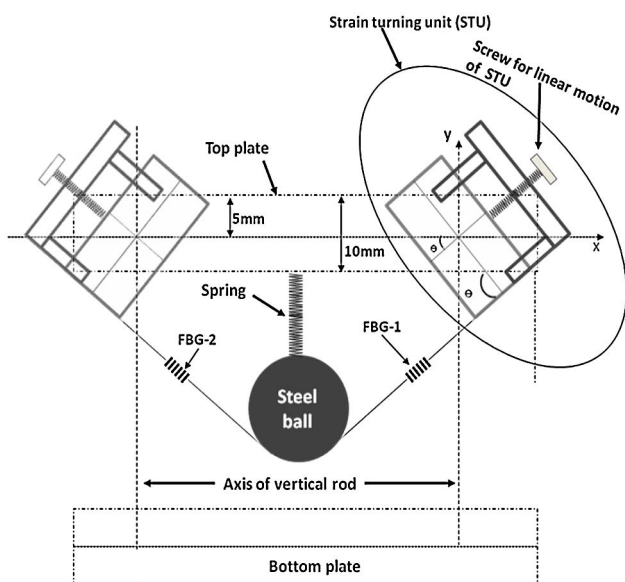 Strain turning unit (STU)
Screw for linear motion
of STU
y
Top plate
5mm
10mm
x
ɵ
ɵ
Spring
FBG-2
FBG-1
Steel
ball
Axis of vertical rod
Bottom plate